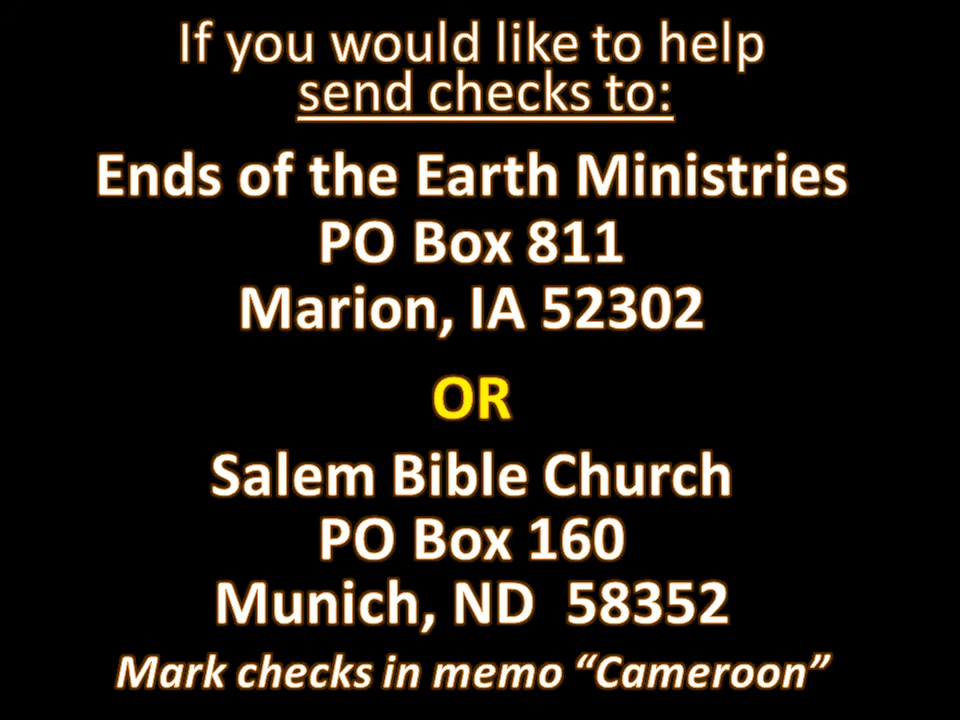 If you would like to help
send checks to:
Ends of the Earth Ministries
PO Box 811
Marion, IA 52302
OR
Salem Bible Church
PO Box 160
Munich, ND  58352
Mark checks in memo “Cameroon”